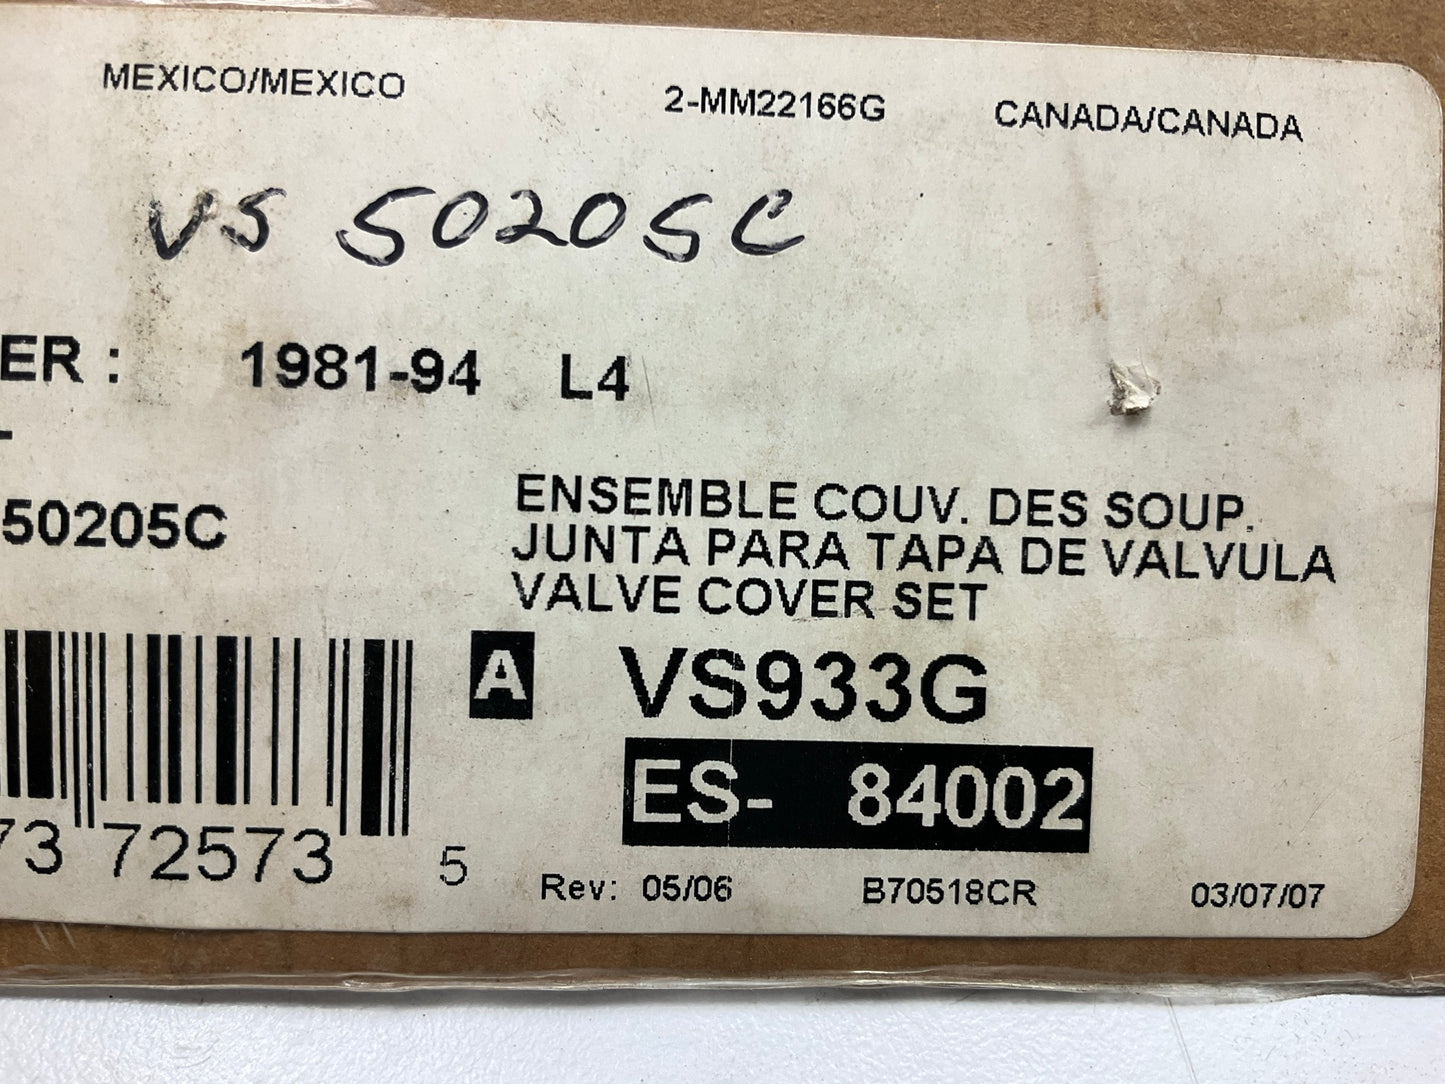 MEXICO/MEXICO 2-MM22166G CANADA/CANADA
VS 50205C
ER : 1981-94 L4
50205C
ENSEMBLE COUV. DES SOUP.
JUNTA PARA TAPA DE VALVULA
VALVE COVER SET
A VS933G
ES- 84002
73 72573 5
Rev: 05/06 B70518CR 03/07/07